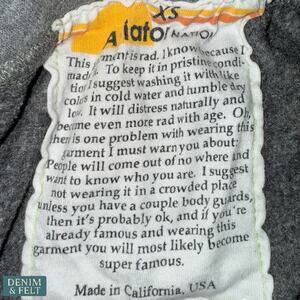 XS
NATION
This garment is rad. I know because I
made it. To keep it in pristine condi-
tion I suggest washing it with like
colors in cold water and tumble dry
low. It will distress naturally and
become even more rad with age. Oh,
there is one problem with wearing this
garment I must warn you about:
People will come out of no where and
want to know who you are. I suggest
not wearing it in a crowded place
unless you have a couple body guards,
then it's probably ok, and if you're
already famous and wearing this
garment you will most likely become
super famous.
Made in California, USA
DENIM
& FELT